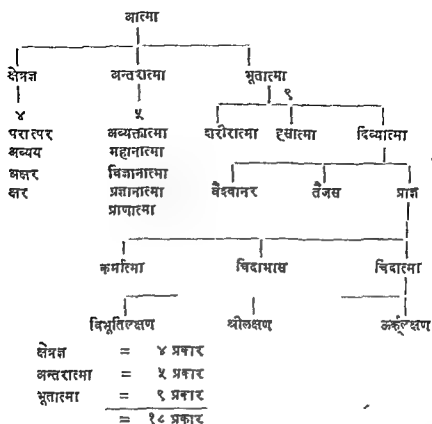 आत्मा
क्षेत्रज्ञ अन्तरात्मा भूतात्मा
४ ५ ९
परात्पर अव्यक्तात्मा शरीरात्मा हसात्मा दिव्यात्मा
अव्यय महानात्मा
अक्षर विज्ञानात्मा
क्षर प्रज्ञानात्मा वैश्वानर तैजस प्राज्ञ
प्राणात्मा
कर्मात्मा चिदाभास चिदात्मा
विभूतिलक्षण श्रीलक्षण ऊर्क्लक्षण
क्षेत्रज्ञ = ४ प्रकार
अन्तरात्मा = ५ प्रकार
भूतात्मा = ९ प्रकार
= १८ प्रकार